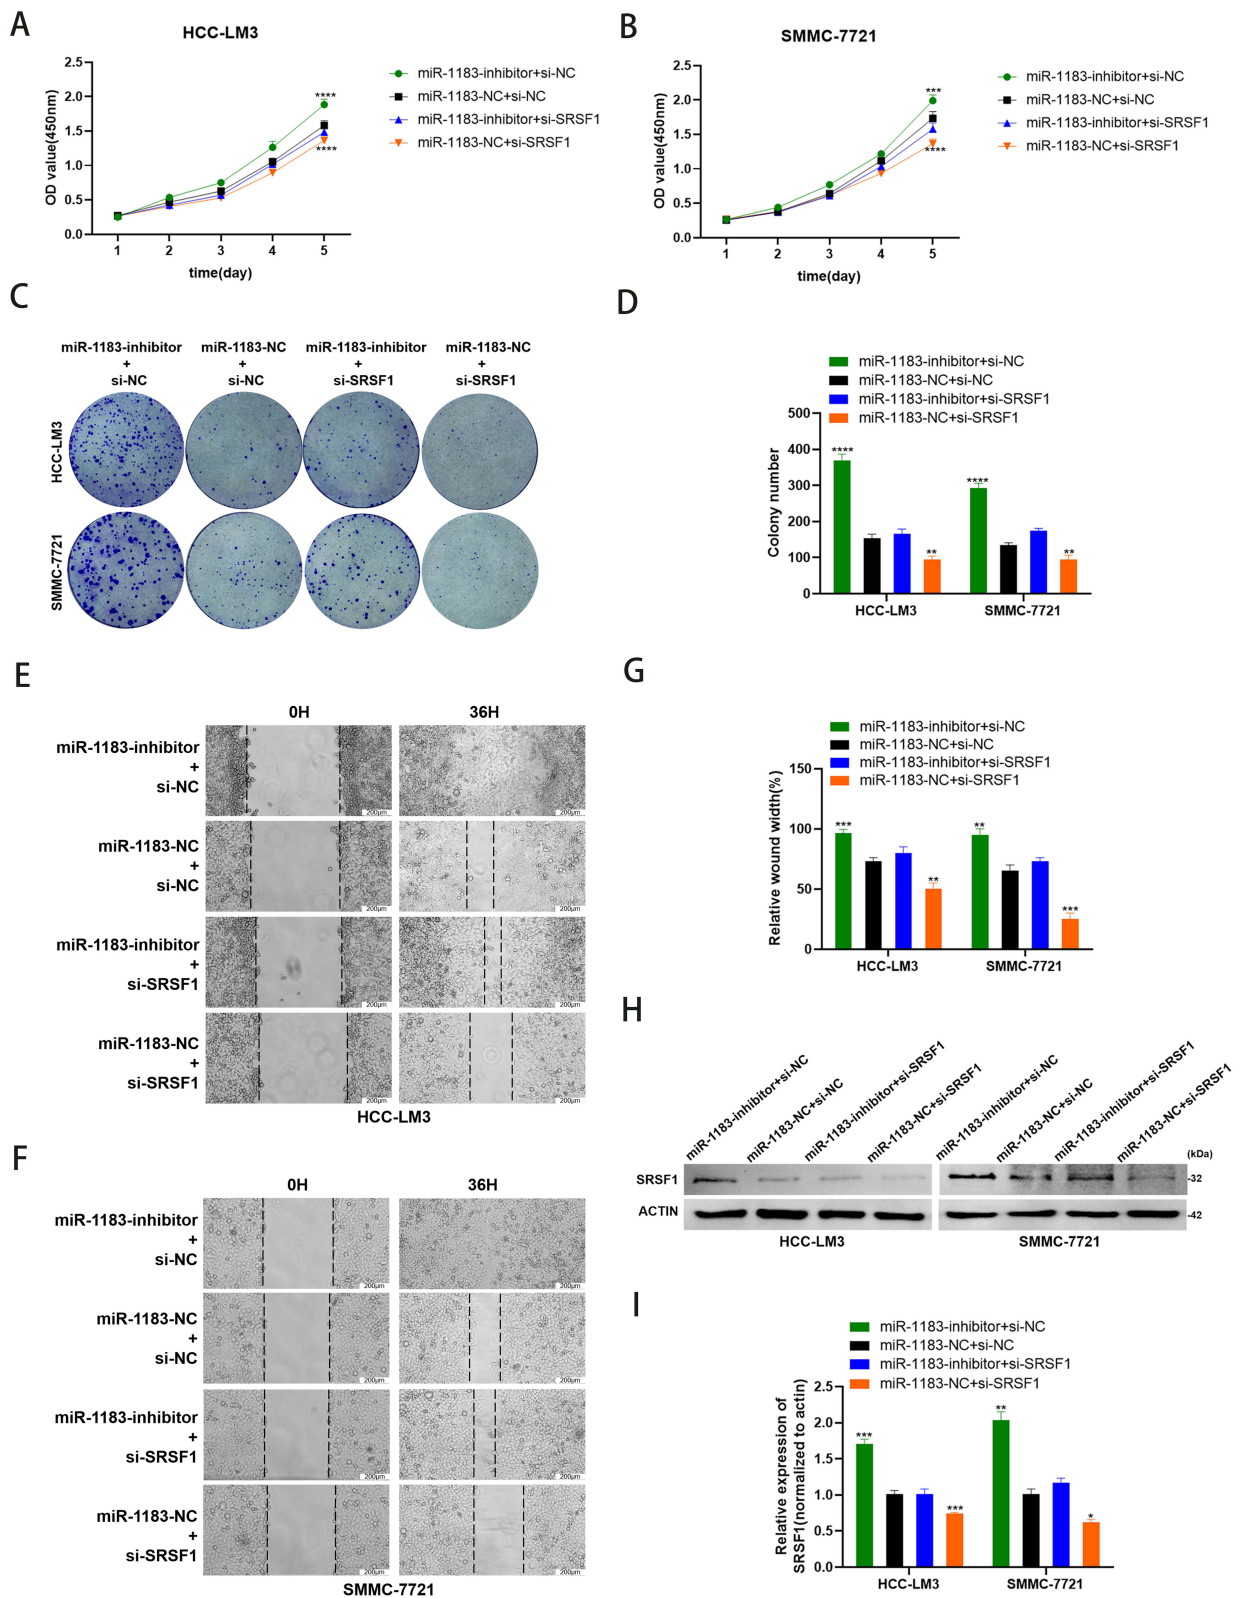 A
HCC-LM3
2.5
2.0
1.5
1.0
0.5
0.0
OD value(450nm)
1 2 3 4 5
time(day)
****
****
miR-1183-inhibitor+si-NC
miR-1183-NC+si-NC
miR-1183-inhibitor+si-SRSF1
miR-1183-NC+si-SRSF1
B
SMMC-7721
2.5
2.0
1.5
1.0
0.5
0.0
OD value(450nm)
1 2 3 4 5
time(day)
***
****
miR-1183-inhibitor+si-NC
miR-1183-NC+si-NC
miR-1183-inhibitor+si-SRSF1
miR-1183-NC+si-SRSF1
C
miR-1183-inhibitor
+
si-NC
miR-1183-NC
+
si-NC
miR-1183-inhibitor
+
si-SRSF1
miR-1183-NC
+
si-SRSF1
HCC-LM3
SMMC-7721
D
miR-1183-inhibitor+si-NC
miR-1183-NC+si-NC
miR-1183-inhibitor+si-SRSF1
miR-1183-NC+si-SRSF1
500
400
300
200
100
0
Colony number
****
**
****
**
HCC-LM3 SMMC-7721
E
0H 36H
miR-1183-inhibitor
+
si-NC
200μm 200μm
miR-1183-NC
+
si-NC
200μm 200μm
miR-1183-inhibitor
+
si-SRSF1
200μm 200μm
miR-1183-NC
+
si-SRSF1
200μm 200μm
HCC-LM3
F
0H 36H
miR-1183-inhibitor
+
si-NC
200μm 200μm
miR-1183-NC
+
si-NC
200μm 200μm
miR-1183-inhibitor
+
si-SRSF1
200μm 200μm
miR-1183-NC
+
si-SRSF1
200μm 200μm
SMMC-7721
G
miR-1183-inhibitor+si-NC
miR-1183-NC+si-NC
miR-1183-inhibitor+si-SRSF1
miR-1183-NC+si-SRSF1
150
100
50
0
Relative wound width(%)
***
**
**
***
HCC-LM3 SMMC-7721
H
miR-1183-inhibitor+si-NC
miR-1183-NC+si-NC
miR-1183-inhibitor+si-SRSF1
miR-1183-NC+si-SRSF1
miR-1183-inhibitor+si-NC
miR-1183-NC+si-NC
miR-1183-inhibitor+si-SRSF1
miR-1183-NC+si-SRSF1
(kDa)
SRSF1 -32
ACTIN -42
HCC-LM3 SMMC-7721
I
miR-1183-inhibitor+si-NC
miR-1183-NC+si-NC
miR-1183-inhibitor+si-SRSF1
miR-1183-NC+si-SRSF1
2.5
2.0
1.5
1.0
0.5
0.0
Relative expression of
SRSF1(normalized to actin)
***
***
**
*
HCC-LM3 SMMC-7721